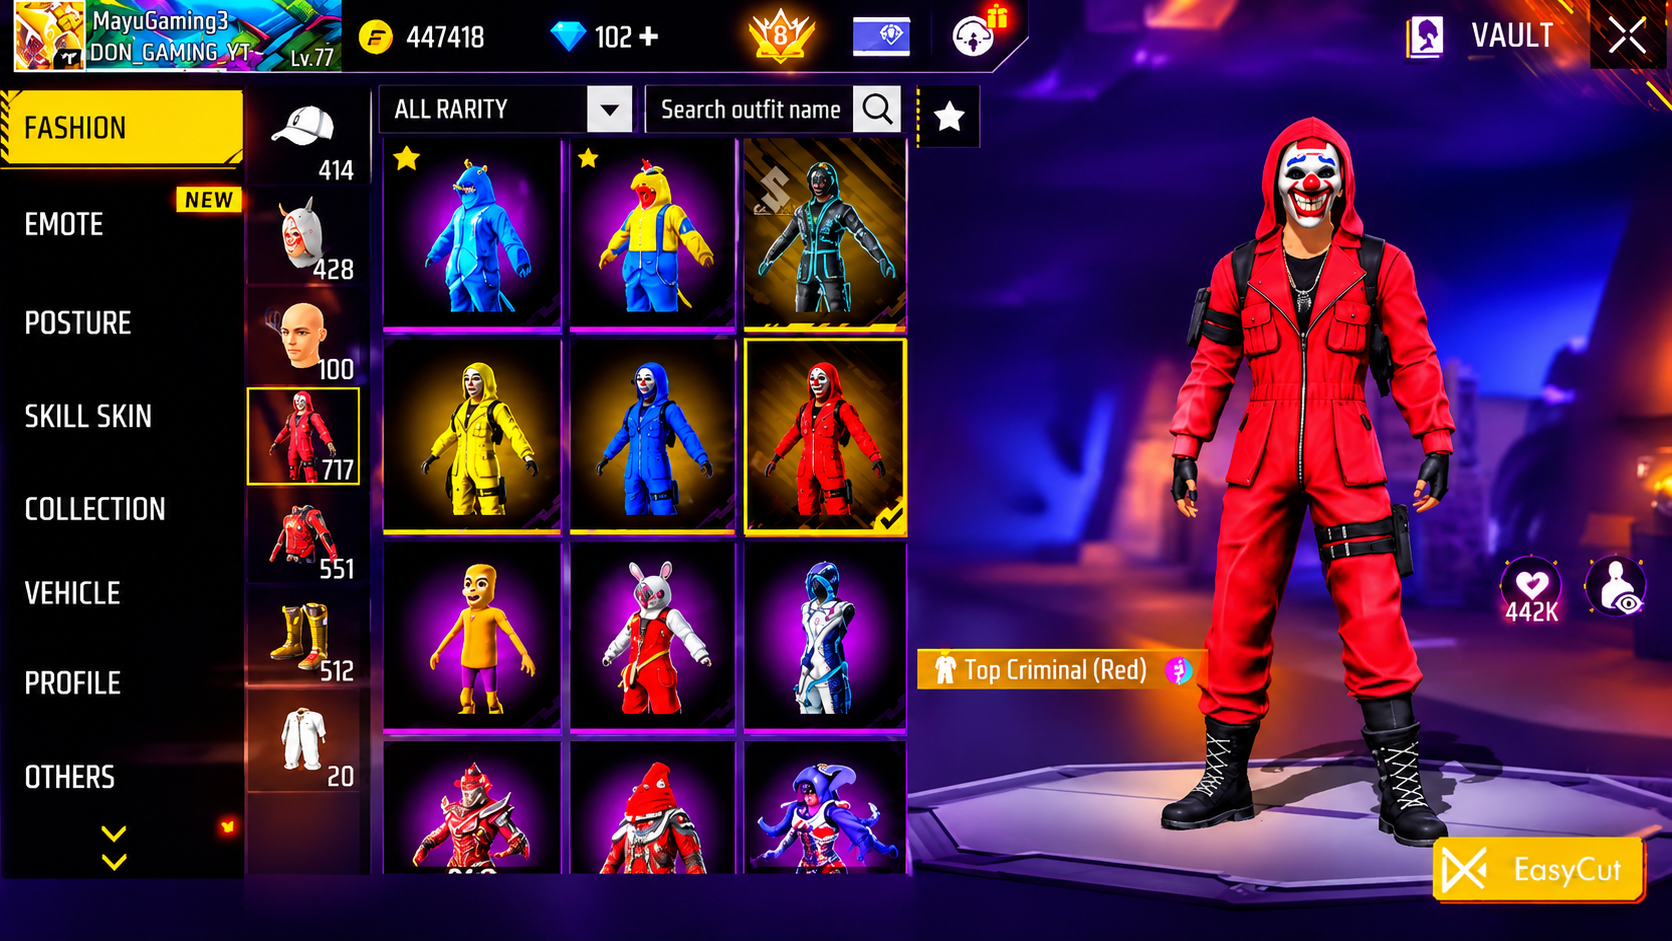 MayuGaming3
DON_GAMING_YT
Lv.77
447418
102 +
8
VAULT
FASHION
NEW
EMOTE
POSTURE
SKILL SKIN
COLLECTION
VEHICLE
PROFILE
OTHERS
414
428
100
717
551
512
20
ALL RARITY
Search outfit name
Top Criminal (Red)
442K
EasyCut